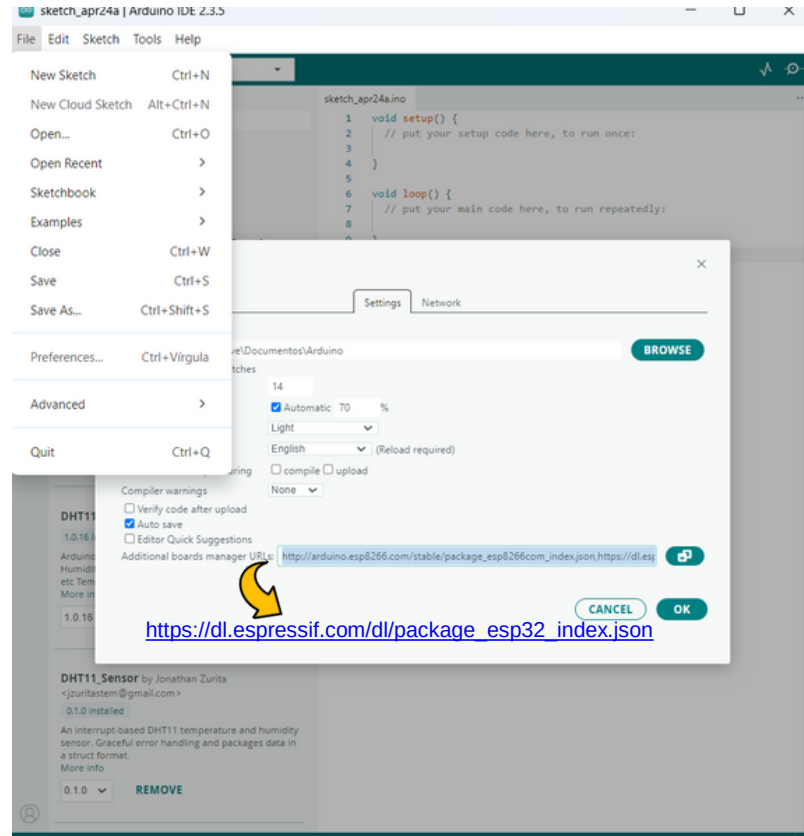 sketch_apr24a | Arduino IDE 2.3.5
File Edit Sketch Tools Help
New Sketch Ctrl+N
New Cloud Sketch Alt+Ctrl+N
Open... Ctrl+O
Open Recent
Sketchbook
Examples
Close Ctrl+W
Save Ctrl+S
Save As... Ctrl+Shift+S
Preferences... Ctrl+Vírgula
Advanced
Quit Ctrl+Q
sketch_apr24a.ino
1 void setup() {
2 // put your setup code here, to run once:
3
4 }
5
6 void loop() {
7 // put your main code here, to run repeatedly:
8
9 }
Settings Network
\Documentos\Arduino BROWSE
14
Automatic 70 %
Light
English (Reload required)
compile upload
Compiler warnings None
Verify code after upload
Auto save
Editor Quick Suggestions
Additional boards manager URLs: http://arduino.esp8266.com/stable/package_esp8266com_index.json,https://dl.esp
CANCEL OK
https://dl.espressif.com/dl/package_esp32_index.json
DHT11
1.0.16
Arduino
Humidi
etc Tem
More in
1.0.16
DHT11_Sensor by Jonathan Zurita
<jzuritastem@gmail.com>
0.1.0 installed
An interrupt-based DHT11 temperature and humidity
sensor. Graceful error handling and packages data in
a struct format.
More info
0.1.0 REMOVE